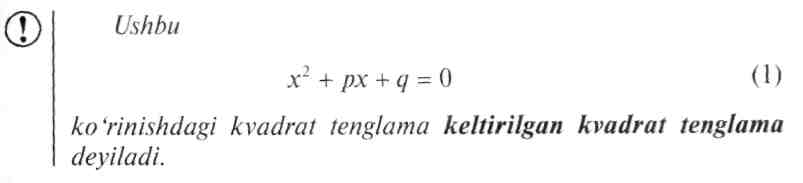 Ushbu
x² + px + q = 0 (1)
ko‘rinishdagi kvadrat tenglama keltirilgan kvadrat tenglama
deyiladi.